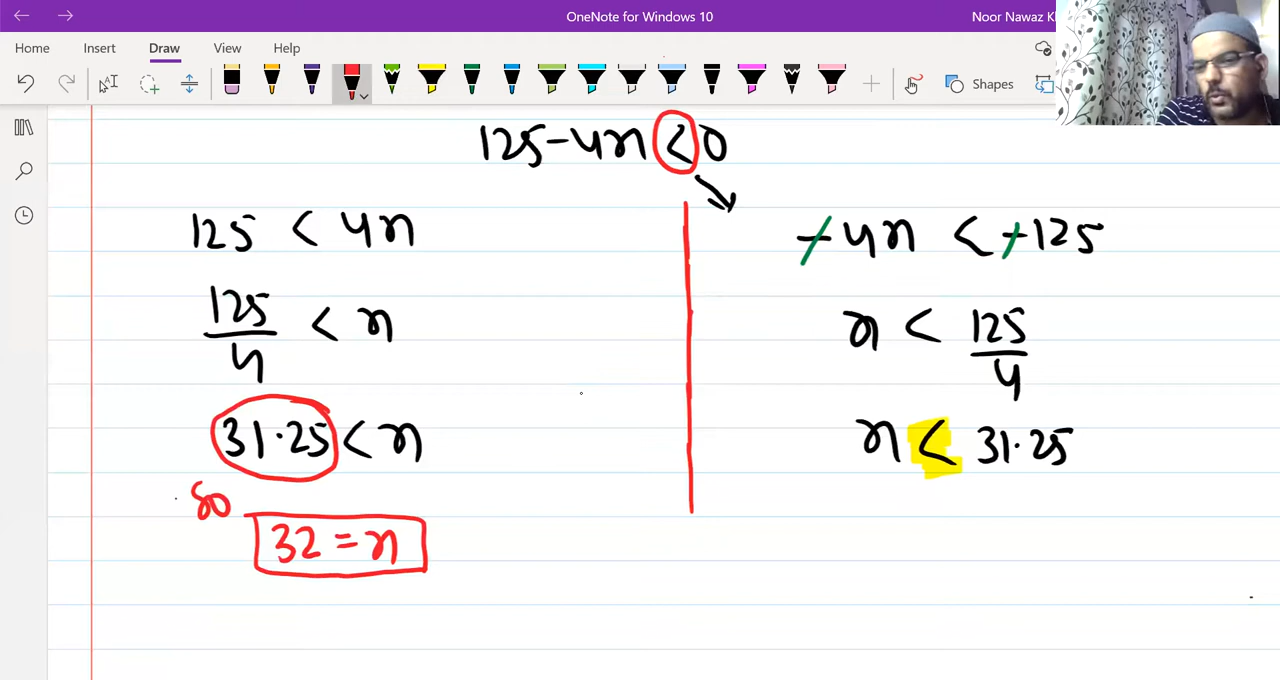 OneNote for Windows 10
Noor Nawaz Kh
Home Insert Draw View Help
Shapes
125-4n<0
125 < 4n
125/4 < n
31.25 < n
so
32 = n
-4n < -125
n < 125/4
n < 31.25